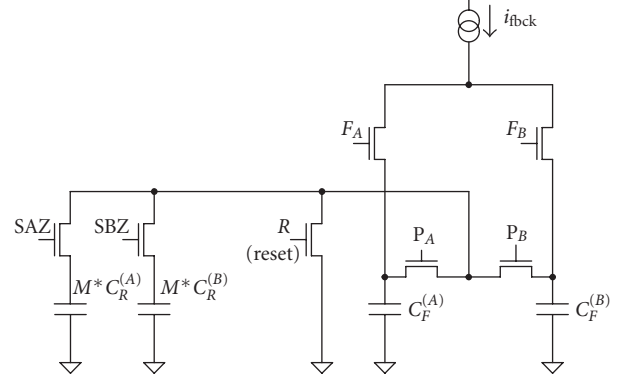 i_fbck
F_A
F_B
SAZ
SBZ
R
(reset)
P_A
P_B
M* C_R^(A)
M* C_R^(B)
C_F^(A)
C_F^(B)